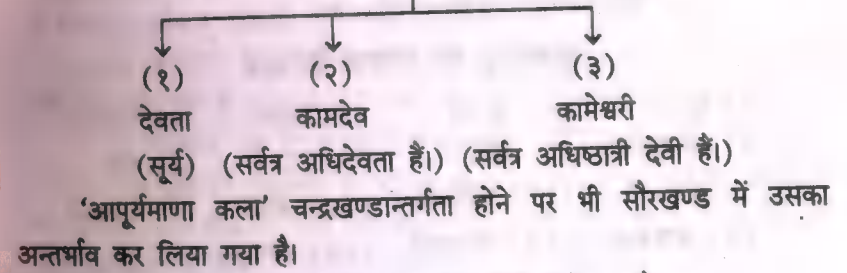 (१) (२) (३)
देवता कामदेव कामेश्वरी
(सूर्य) (सर्वत्र अधिदेवता हैं।) (सर्वत्र अधिष्ठात्री देवी हैं।)
'आपूर्यमाणा कला' चन्द्रखण्डान्तर्गता होने पर भी सौरखण्ड में उसका
अन्तर्भाव कर लिया गया है।